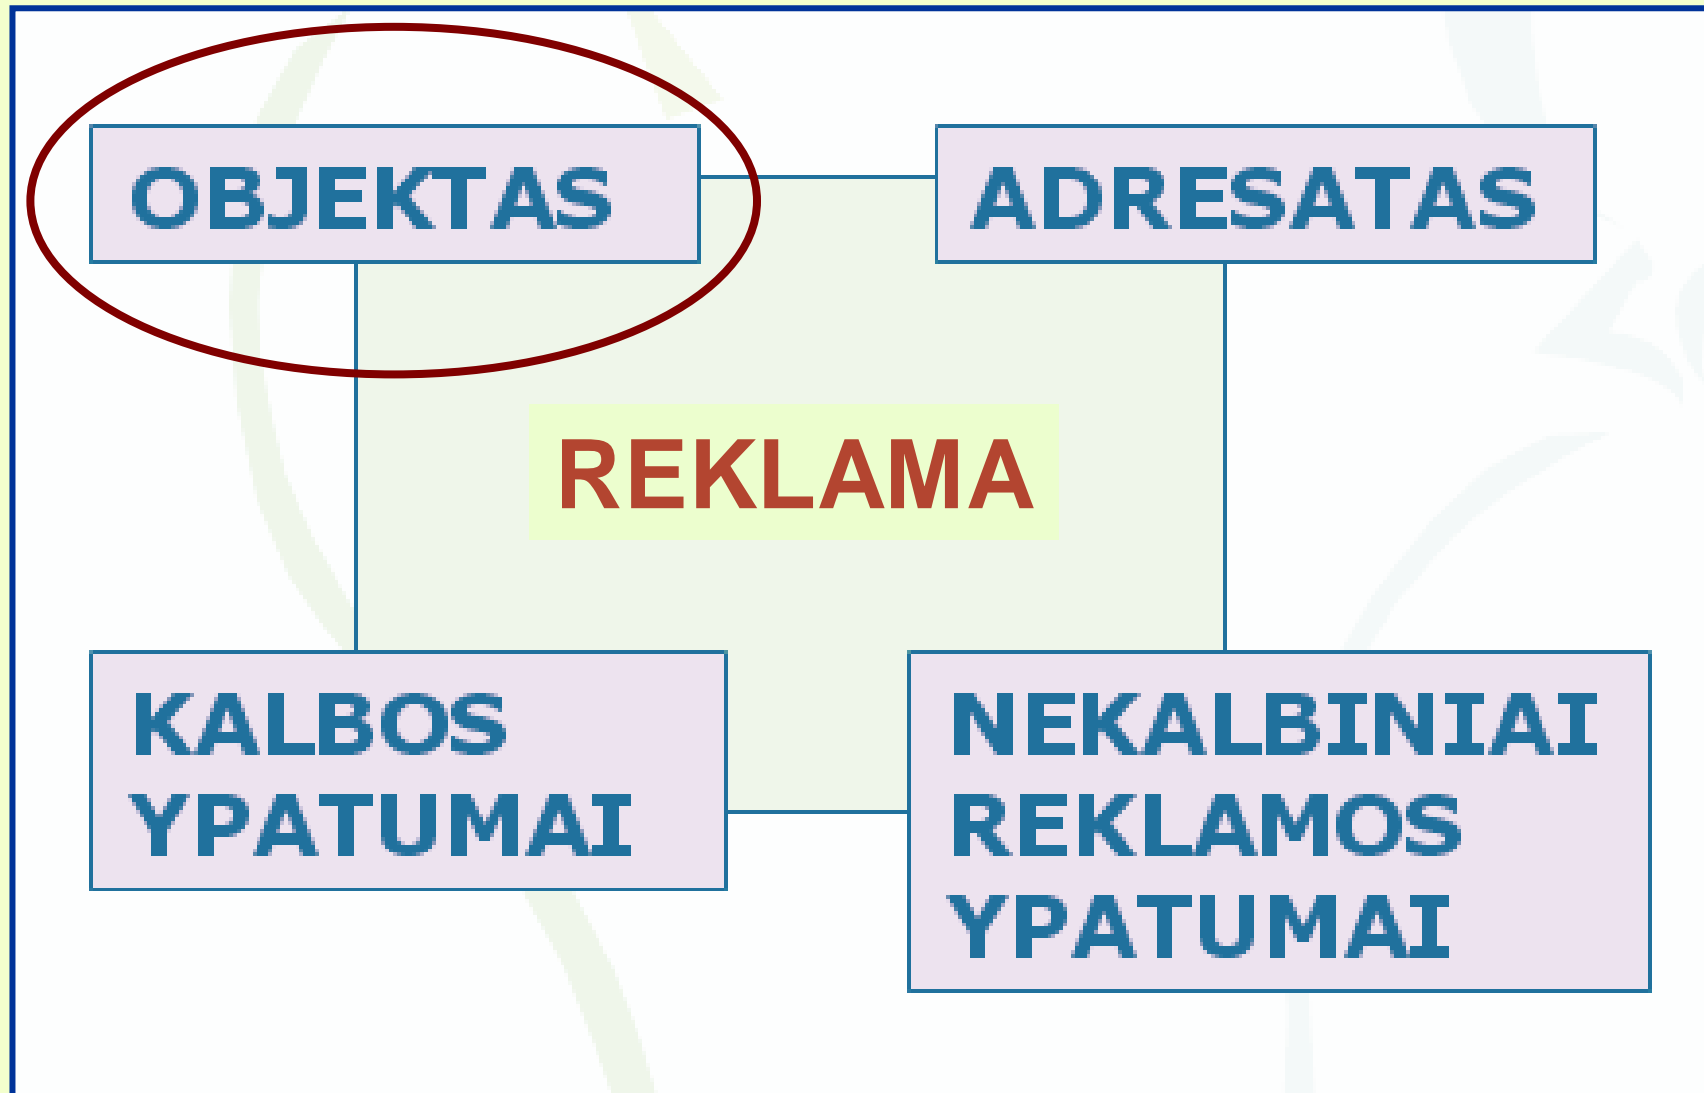 OBJEKTAS
ADRESATAS
REKLAMA
KALBOS
YPATUMAI
NEKALBINIAI
REKLAMOS
YPATUMAI